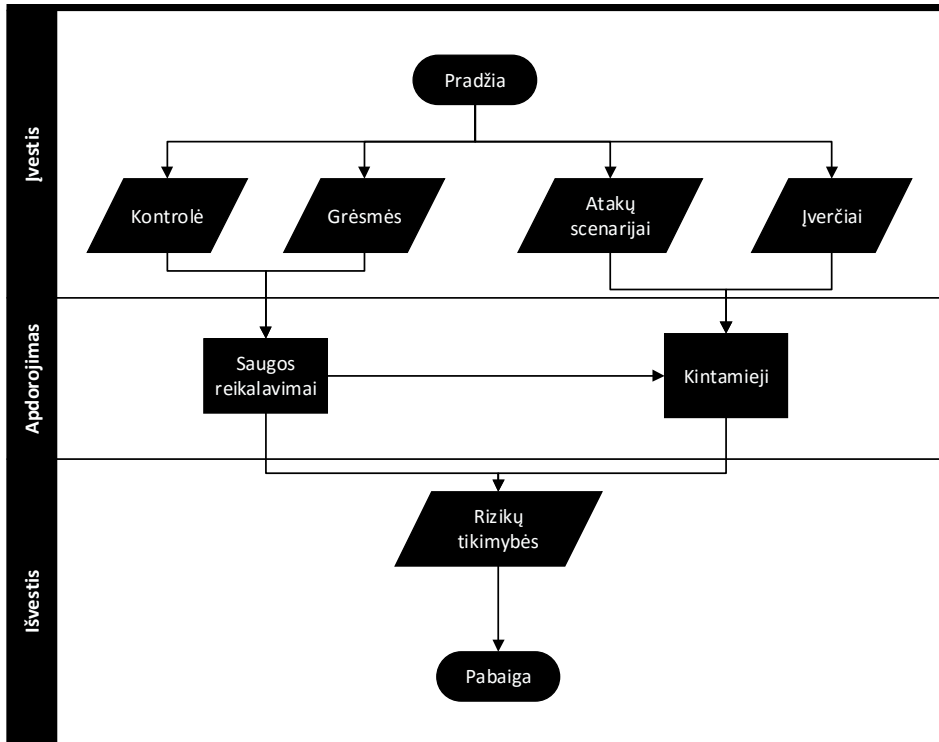 Įvestis
Pradžia
Kontrolė
Grėsmės
Atakų
scenarijai
Įverčiai
Apdorojimas
Saugos
reikalavimai
Kintamieji
Išvestis
Rizikų
tikimybės
Pabaiga